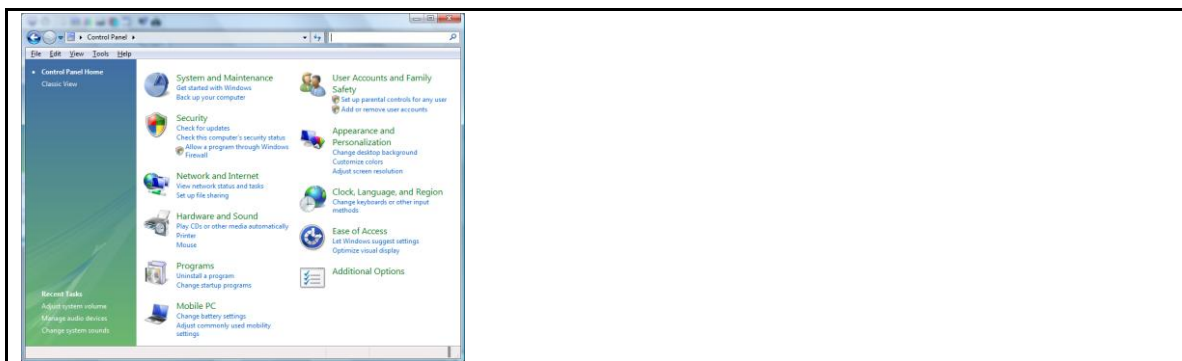 Control Panel
File Edit View Tools Help
Control Panel Home
Classic View
System and Maintenance
Get started with Windows
Back up your computer
Security
Check for updates
Check this computer's security status
Allow a program through Windows
Firewall
Network and Internet
View network status and tasks
Set up file sharing
Hardware and Sound
Play CDs or other media automatically
Printer
Mouse
Programs
Uninstall a program
Change startup programs
Mobile PC
Change battery settings
Adjust commonly used mobility
settings
User Accounts and Family
Safety
Set up parental controls for any user
Add or remove user accounts
Appearance and
Personalization
Change desktop background
Customize colors
Adjust screen resolution
Clock, Language, and Region
Change keyboards or other input
methods
Ease of Access
Let Windows suggest settings
Optimize visual display
Additional Options
Recent Tasks
Adjust system volume
Manage audio devices
Change system sounds